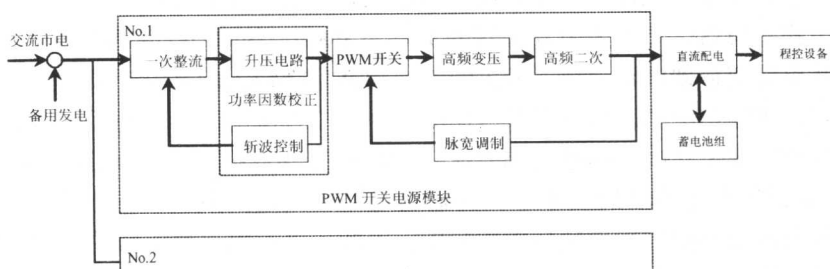 No.1
交流市电
备用发电
一次整流
升压电路
功率因数校正
斩波控制
PWM开关
高频变压
高频二次
脉宽调制
PWM 开关电源模块
直流配电
程控设备
蓄电池组
No.2